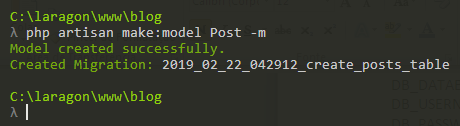 C:\laragon\www\blog
λ php artisan make:model Post -m
Model created successfully.
Created Migration: 2019_02_22_042912_create_posts_table
C:\laragon\www\blog
λ